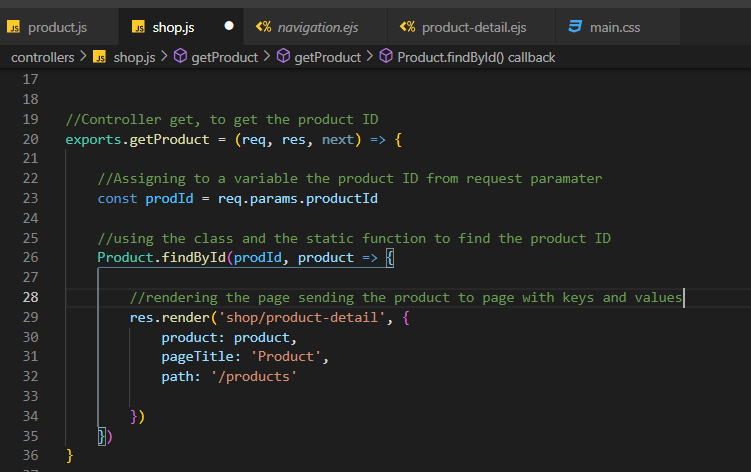 JS product.js JS shop.js <% navigation.ejs <% product-detail.ejs main.css
controllers > JS shop.js > getProduct > getProduct > Product.findById() callback
17
18
19 //Controller get, to get the product ID
20 exports.getProduct = (req, res, next) => {
21
22 //Assigning to a variable the product ID from request paramater
23 const prodId = req.params.productId
24
25 //using the class and the static function to find the product ID
26 Product.findById(prodId, product => {
27
28 //rendering the page sending the product to page with keys and values
29 res.render('shop/product-detail', {
30 product: product,
31 pageTitle: 'Product',
32 path: '/products'
33
34 })
35 })
36 }